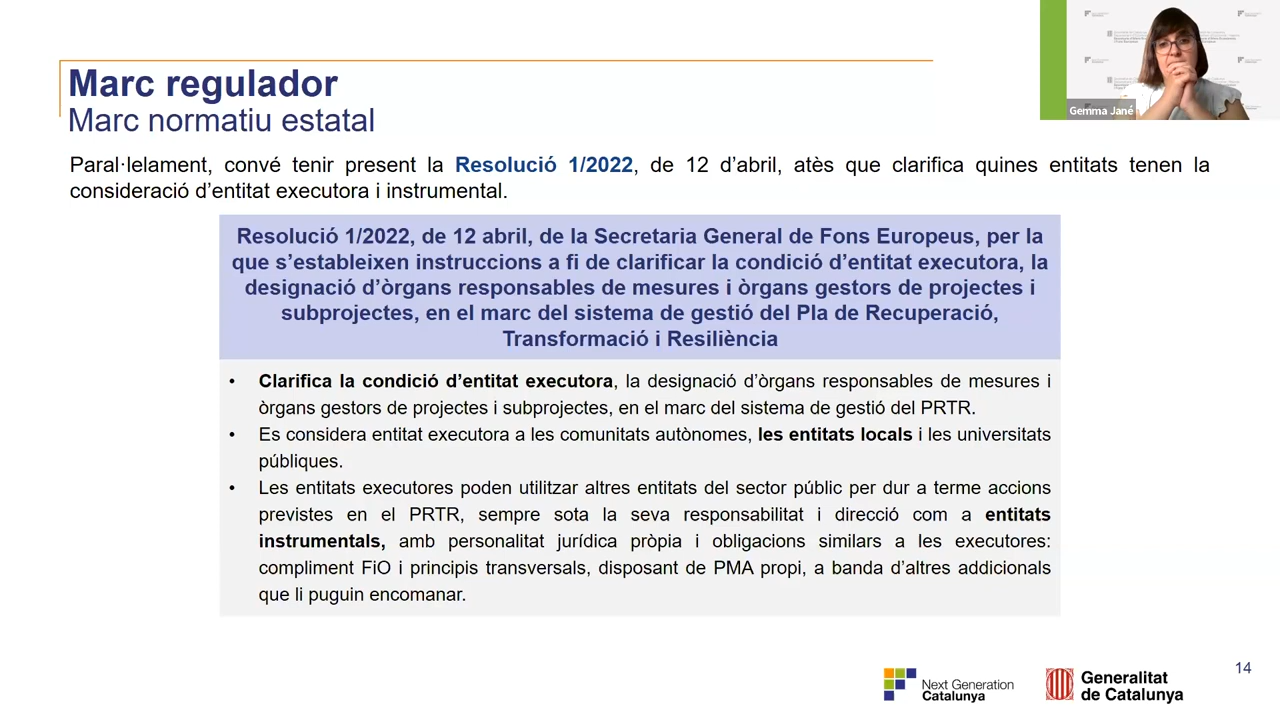 Marc regulador
Marc normatiu estatal
Gemma Jané
Paral·lelament, convé tenir present la Resolució 1/2022, de 12 d’abril, atès que clarifica quines entitats tenen la
consideració d’entitat executora i instrumental.
Resolució 1/2022, de 12 abril, de la Secretaria General de Fons Europeus, per la
que s’estableixen instruccions a fi de clarificar la condició d’entitat executora, la
designació d’òrgans responsables de mesures i òrgans gestors de projectes i
subprojectes, en el marc del sistema de gestió del Pla de Recuperació,
Transformació i Resiliència
• Clarifica la condició d’entitat executora, la designació d’òrgans responsables de mesures i
òrgans gestors de projectes i subprojectes, en el marc del sistema de gestió del PRTR.
• Es considera entitat executora a les comunitats autònomes, les entitats locals i les universitats
públiques.
• Les entitats executores poden utilitzar altres entitats del sector públic per dur a terme accions
previstes en el PRTR, sempre sota la seva responsabilitat i direcció com a entitats
instrumentals, amb personalitat jurídica pròpia i obligacions similars a les executores:
compliment FiO i principis transversals, disposant de PMA propi, a banda d’altres addicionals
que li puguin encomanar.
Next Generation
Catalunya
Generalitat
de Catalunya
14